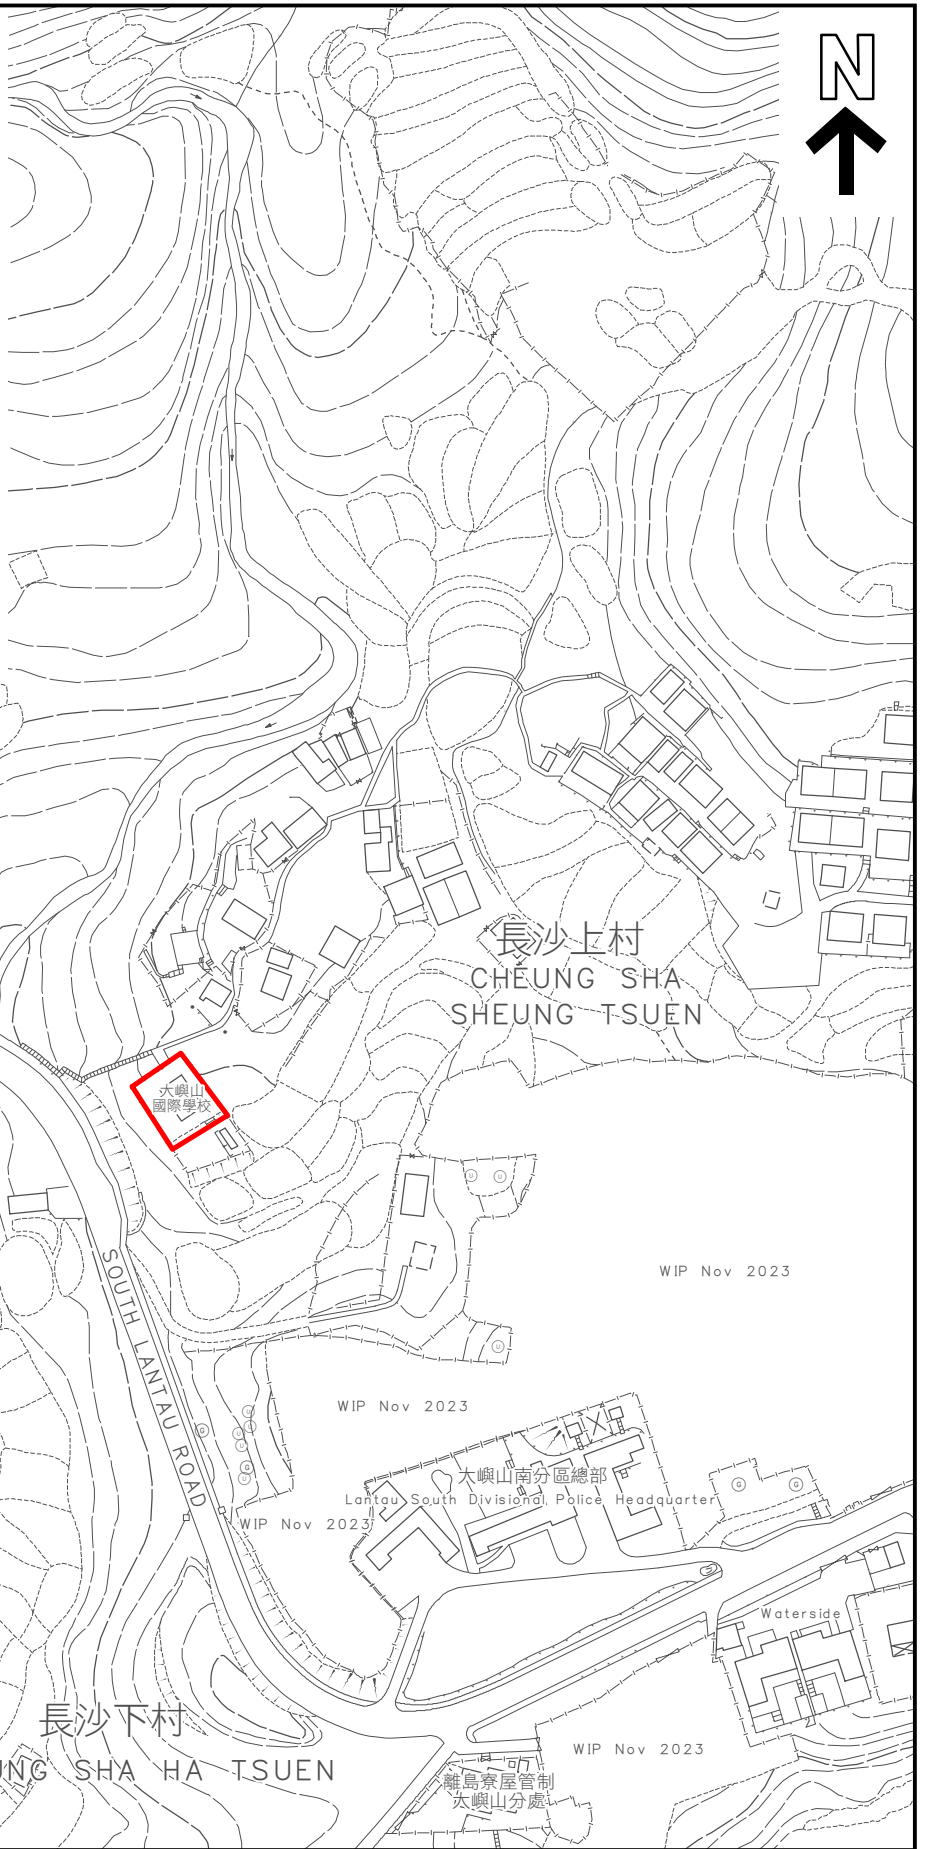 N
長沙上村
CHEUNG SHA
SHEUNG TSUEN
大嶼山
國際學校
WIP Nov 2023
SOUTH LANTAU ROAD
WIP Nov 2023
大嶼山南分區總部
Lantau South Divisional Police Headquarter
WIP Nov 2023
Waterside
長沙下村
UNG SHA HA TSUEN
WIP Nov 2023
離島寮屋管制
大嶼山分處